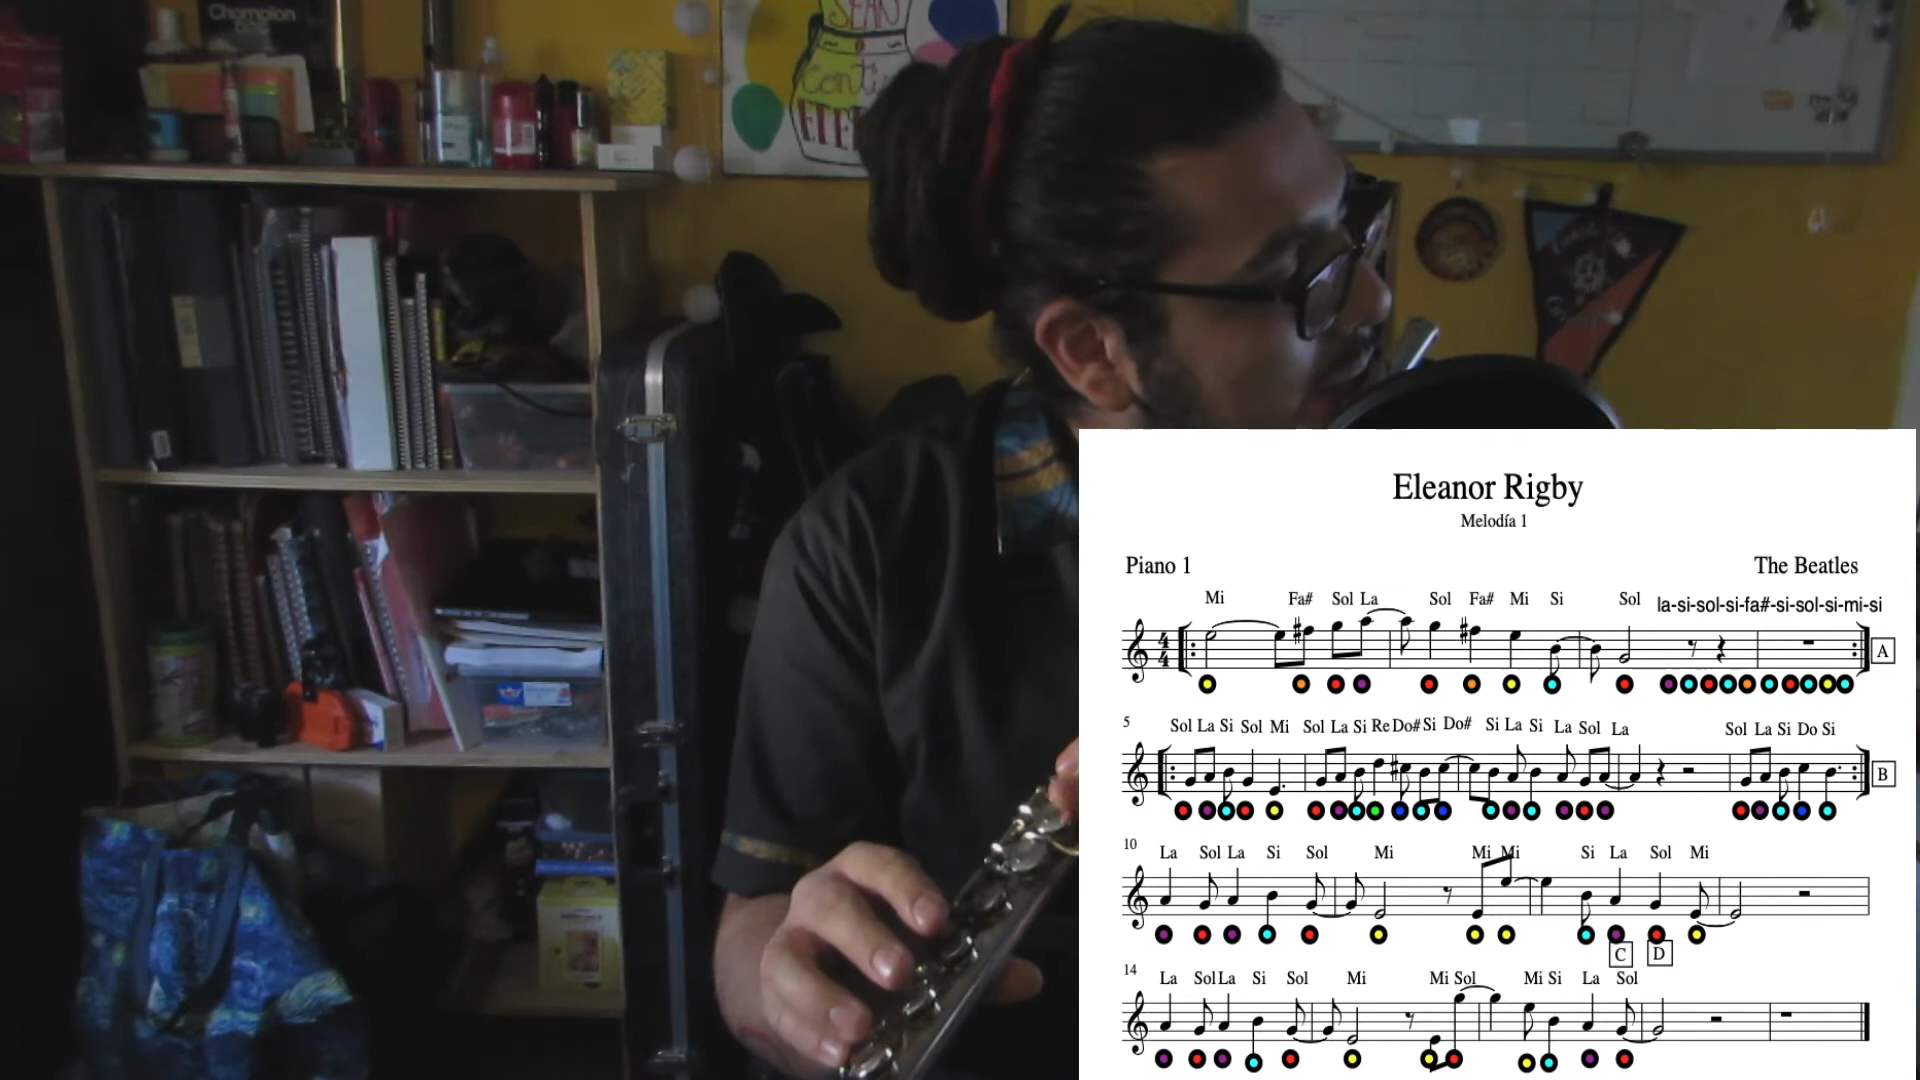 Champion
SEAN
Eleanor Rigby
Melodía 1
Piano 1
The Beatles
Mi Fa# Sol La Sol Fa# Mi Si Sol la-si-sol-si-fa#-si-sol-si-mi-si
4
4
A
5
Sol La Si Sol Mi Sol La Si Re Do# Si Do# Si La Si La Sol La Sol La Si Do Si
B
10
La Sol La Si Sol Mi Mi Mi Si La Sol Mi
C D
14
La Sol La Si Sol Mi Mi Sol Mi Si La Sol